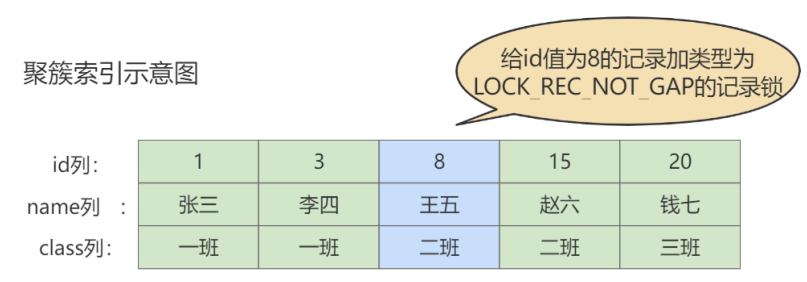 给id值为8的记录加类型为
LOCK_REC_NOT_GAP的记录锁
聚簇索引示意图
id列： 1 3 8 15 20
name列 ： 张三 李四 王五 赵六 钱七
class列： 一班 一班 二班 二班 三班